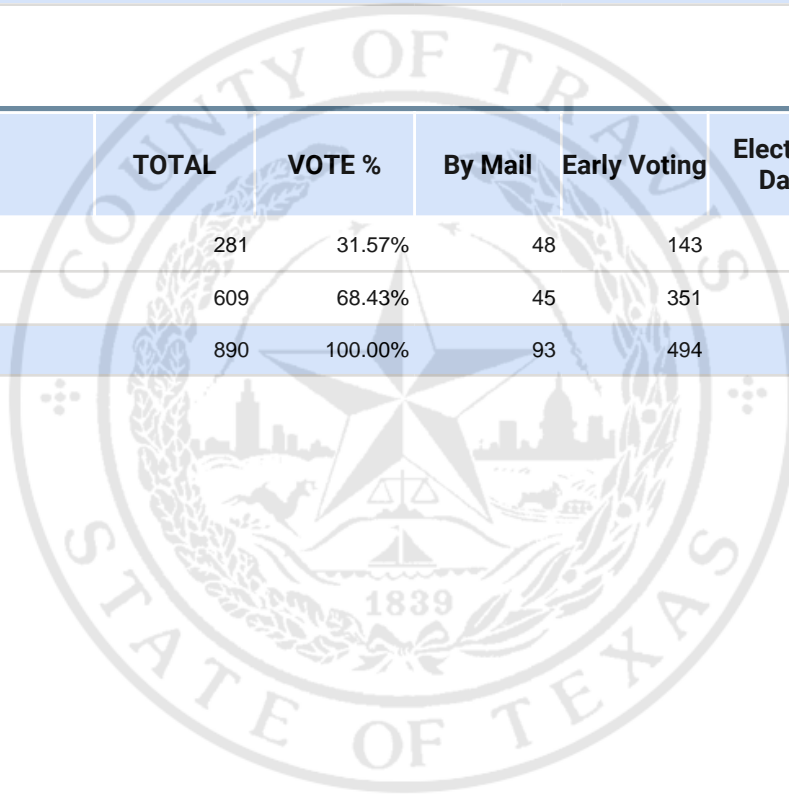 COUNTY OF TRAVIS
TOTAL VOTE % By Mail Early Voting
281 31.57% 48 143
609 68.43% 45 351
890 100.00% 93 494
1839
STATE OF TEXAS